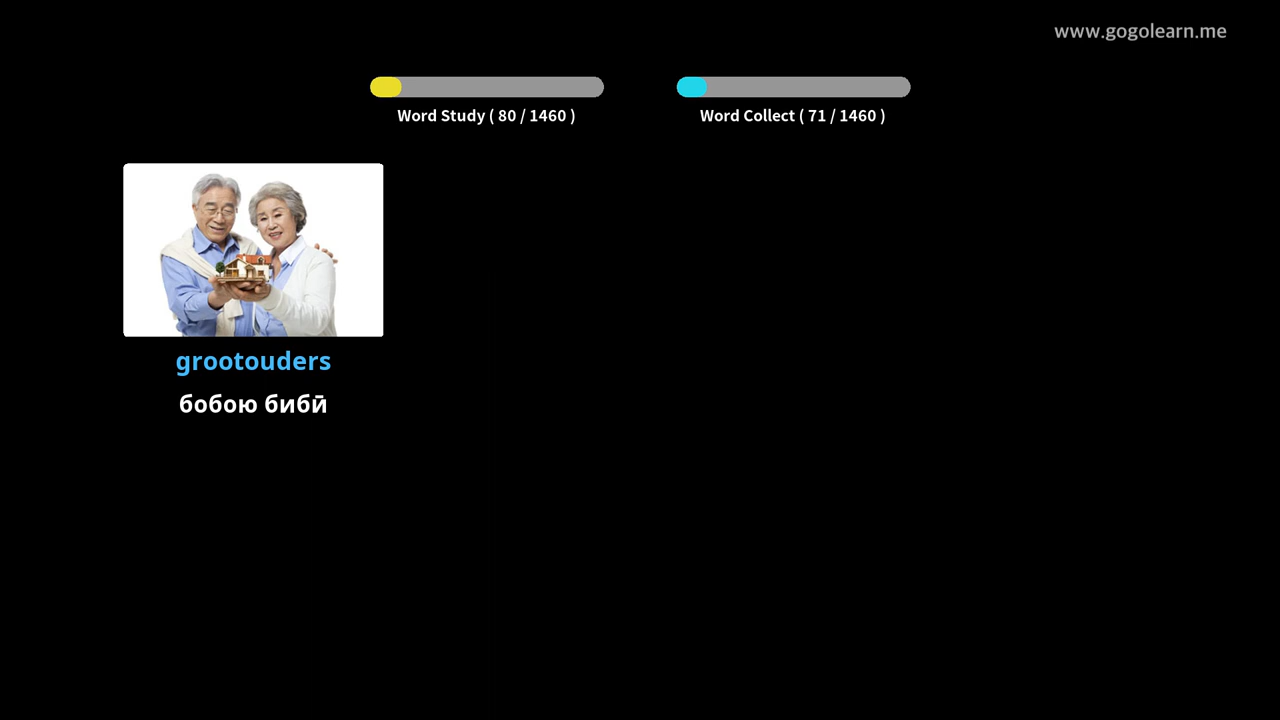 www.gogolearn.me
Word Study ( 80 / 1460 )
Word Collect ( 71 / 1460 )
grootouders
бобою бибӣ